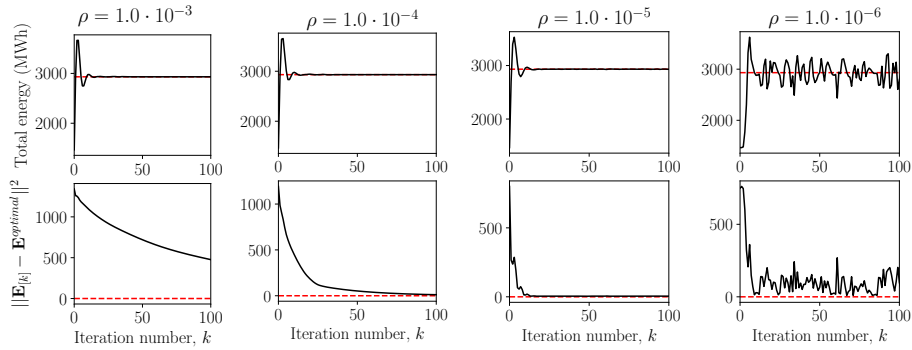 ρ = 1.0 · 10⁻³
ρ = 1.0 · 10⁻⁴
ρ = 1.0 · 10⁻⁵
ρ = 1.0 · 10⁻⁶
Total energy (MWh)
3000
2000
0 50 100
3000
2000
0 50 100
3000
2000
0 50 100
3000
2000
0 50 100
||E[k] − E^optimal||²
1000
500
0
0 50 100
Iteration number, k
1000
500
0
0 50 100
Iteration number, k
500
0
0 50 100
Iteration number, k
500
0
0 50 100
Iteration number, k